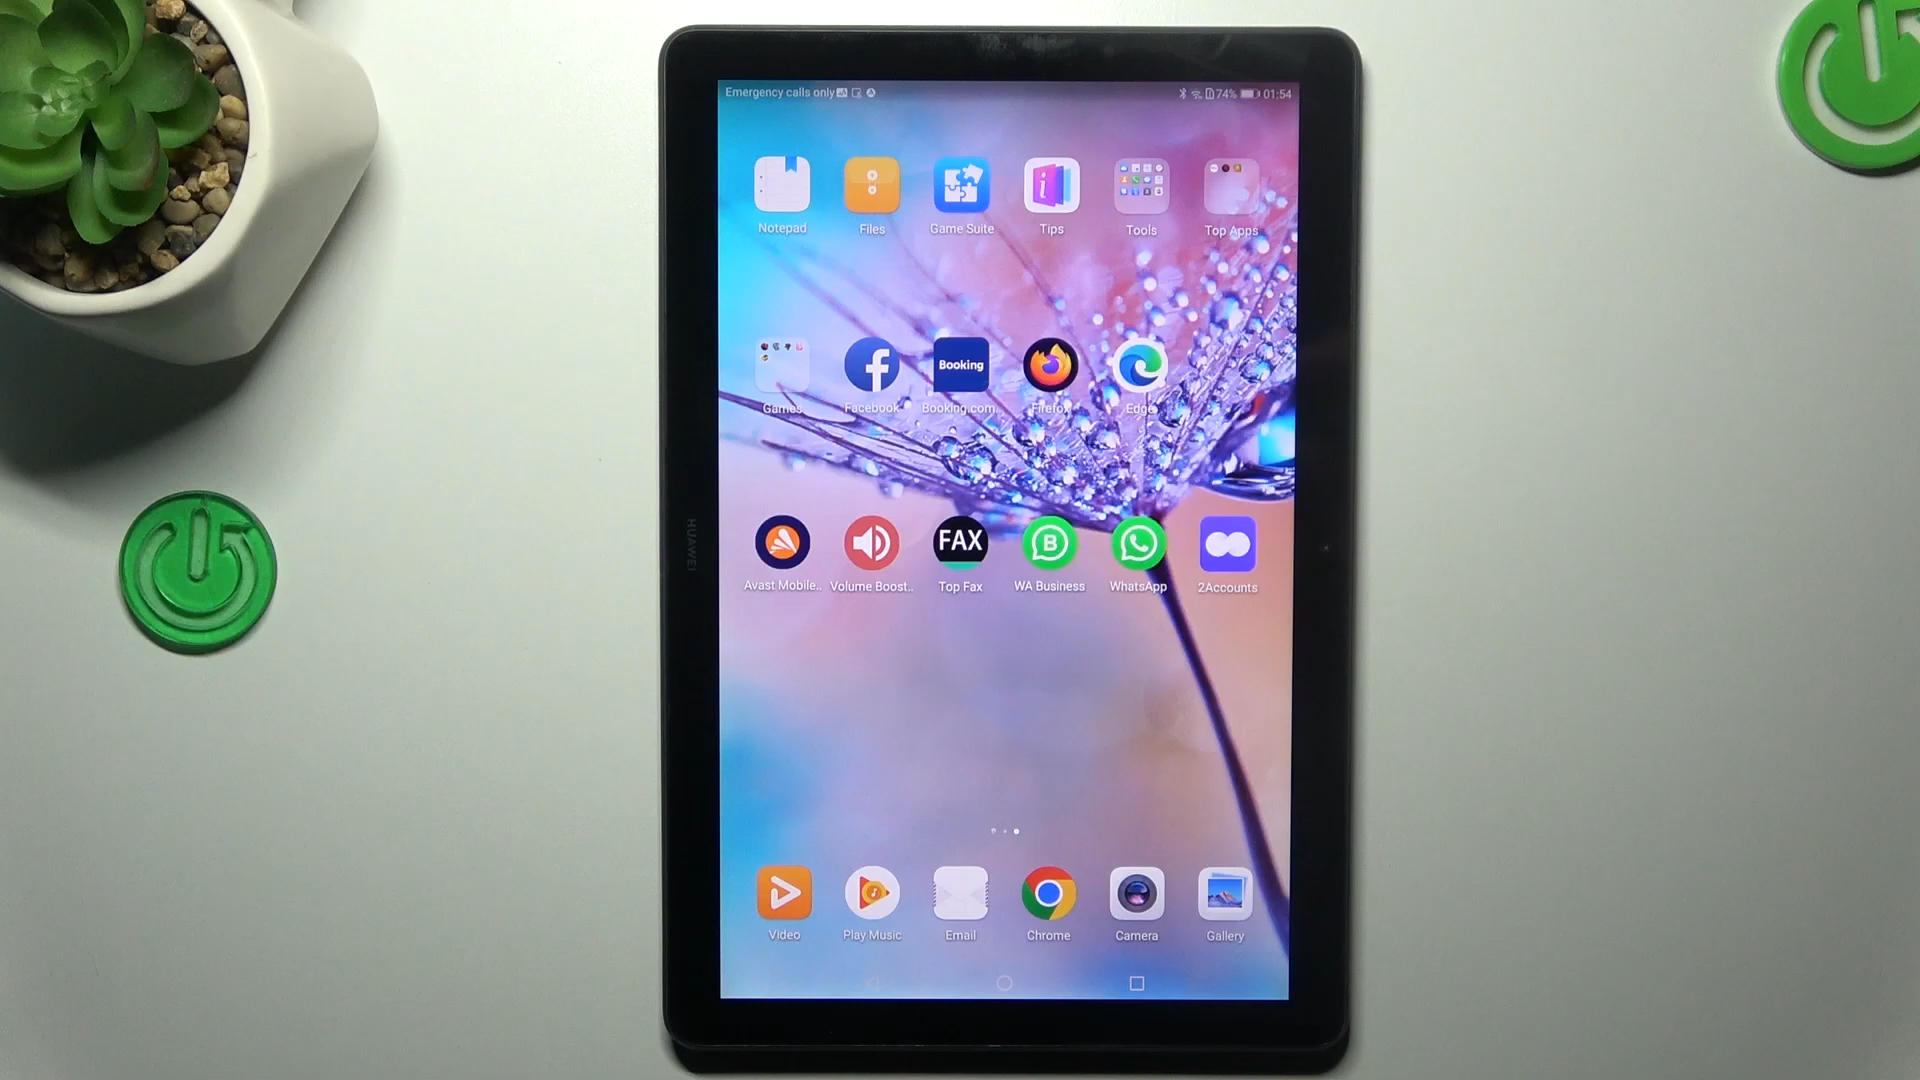 Emergency calls only
74% 01:54
Notepad Files Game Suite Tips Tools Top Apps
Booking
Games Facebook Booking.com.. Firefox Edge
FAX
Avast Mobile.. Volume Boost.. Top Fax WA Business WhatsApp 2Accounts
Video Play Music Email Chrome Camera Gallery
HUAWEI